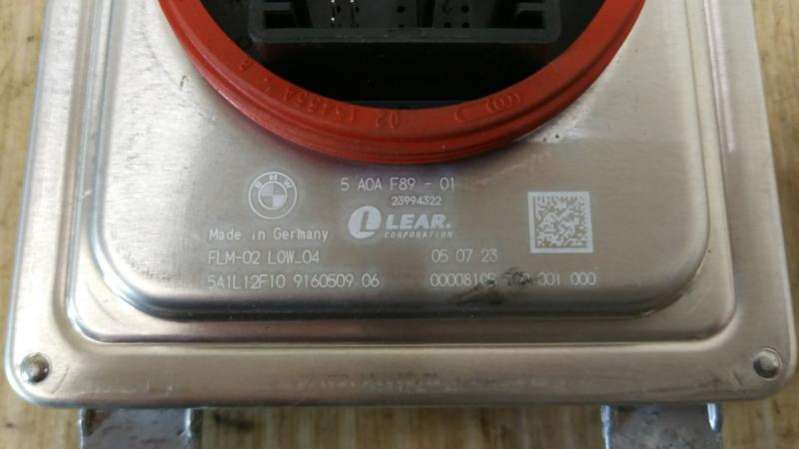 BMW
5 A0A F89 - 01
23994322
LEAR.
CORPORATION
Made in Germany
FLM-02 LOW_04
05 07 23
5A1L12F10 9160509 06
001 000